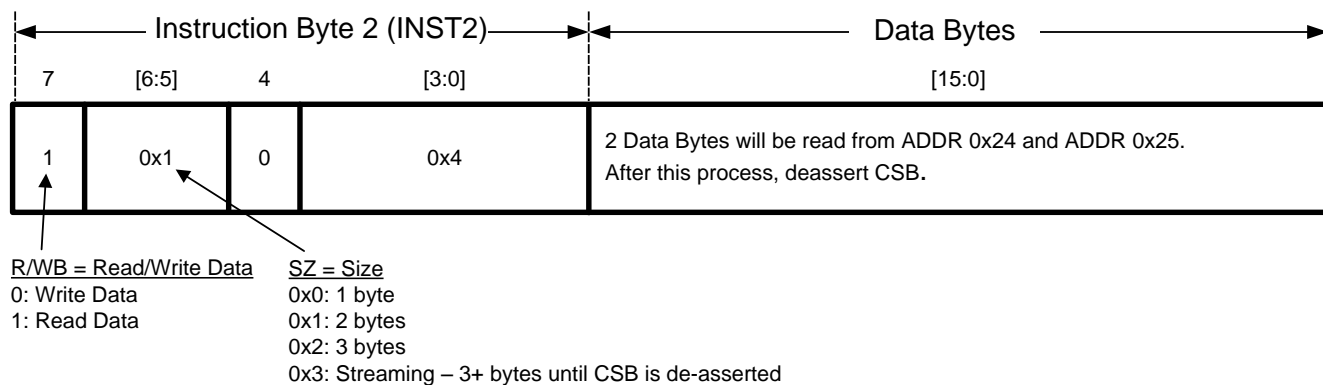 Instruction Byte 2 (INST2) Data Bytes
7 [6:5] 4 [3:0] [15:0]
1 0x1 0 0x4 2 Data Bytes will be read from ADDR 0x24 and ADDR 0x25.
After this process, deassert CSB.
R/WB = Read/Write Data SZ = Size
0: Write Data 0x0: 1 byte
1: Read Data 0x1: 2 bytes
0x2: 3 bytes
0x3: Streaming – 3+ bytes until CSB is de-asserted